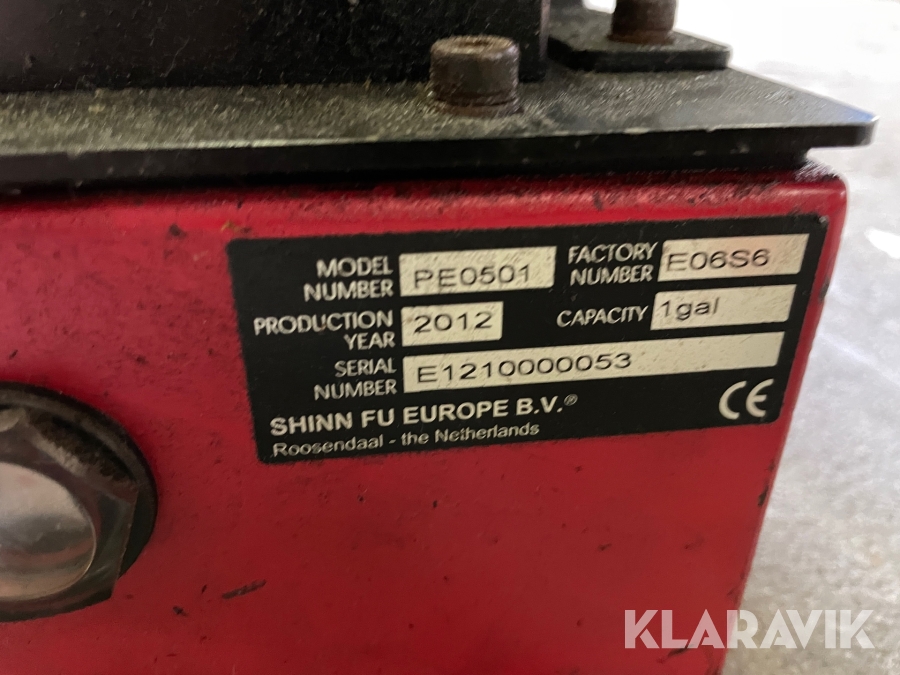 MODEL NUMBER PE0501 FACTORY NUMBER E06S6
PRODUCTION YEAR 2012 CAPACITY 1gal
SERIAL NUMBER E1210000053
SHINN FU EUROPE B.V.®
Roosendaal - the Netherlands
CE
KLARAVIK